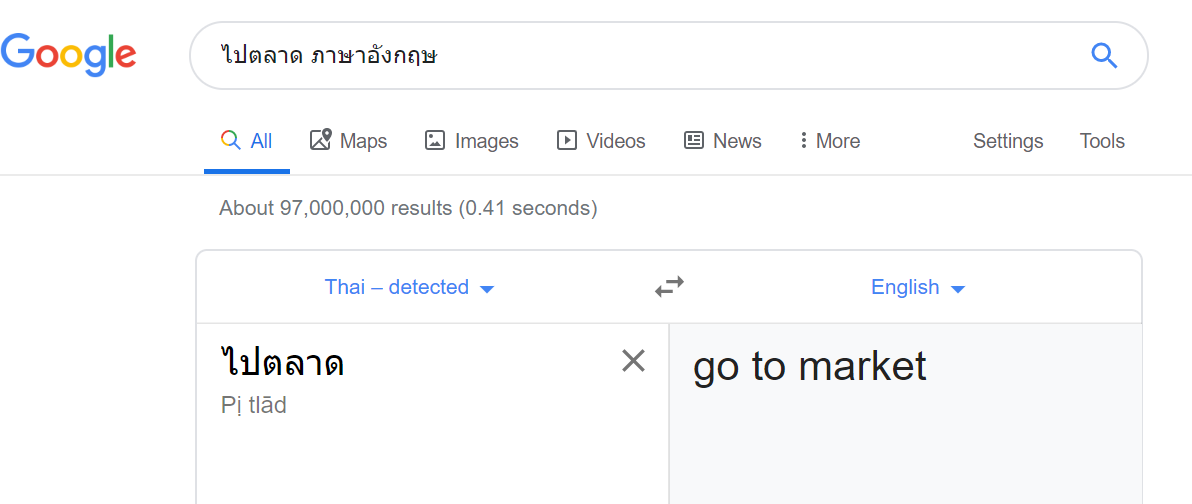 Google ไปตลาด ภาษาอังกฤษ
All Maps Images Videos News More Settings Tools
About 97,000,000 results (0.41 seconds)
Thai – detected English
ไปตลาด go to market
Pị tlād